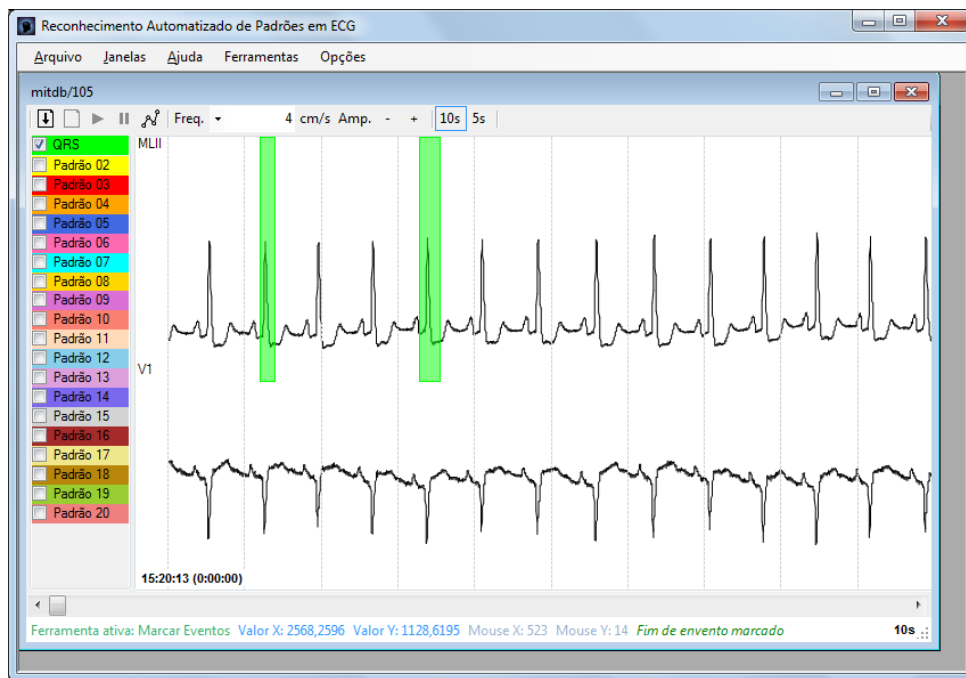 Reconhecimento Automatizado de Padrões em ECG
Arquivo Janelas Ajuda Ferramentas Opções
mitdb/105
Freq. 4 cm/s Amp. - + 10s 5s
QRS
MLII
Padrão 02
Padrão 03
Padrão 04
Padrão 05
Padrão 06
Padrão 07
Padrão 08
Padrão 09
Padrão 10
Padrão 11
Padrão 12
V1
Padrão 13
Padrão 14
Padrão 15
Padrão 16
Padrão 17
Padrão 18
Padrão 19
Padrão 20
15:20:13 (0:00:00)
Ferramenta ativa: Marcar Eventos Valor X: 2568,2596 Valor Y: 1128,6195 Mouse X: 523 Mouse Y: 14 Fim de envento marcado 10s